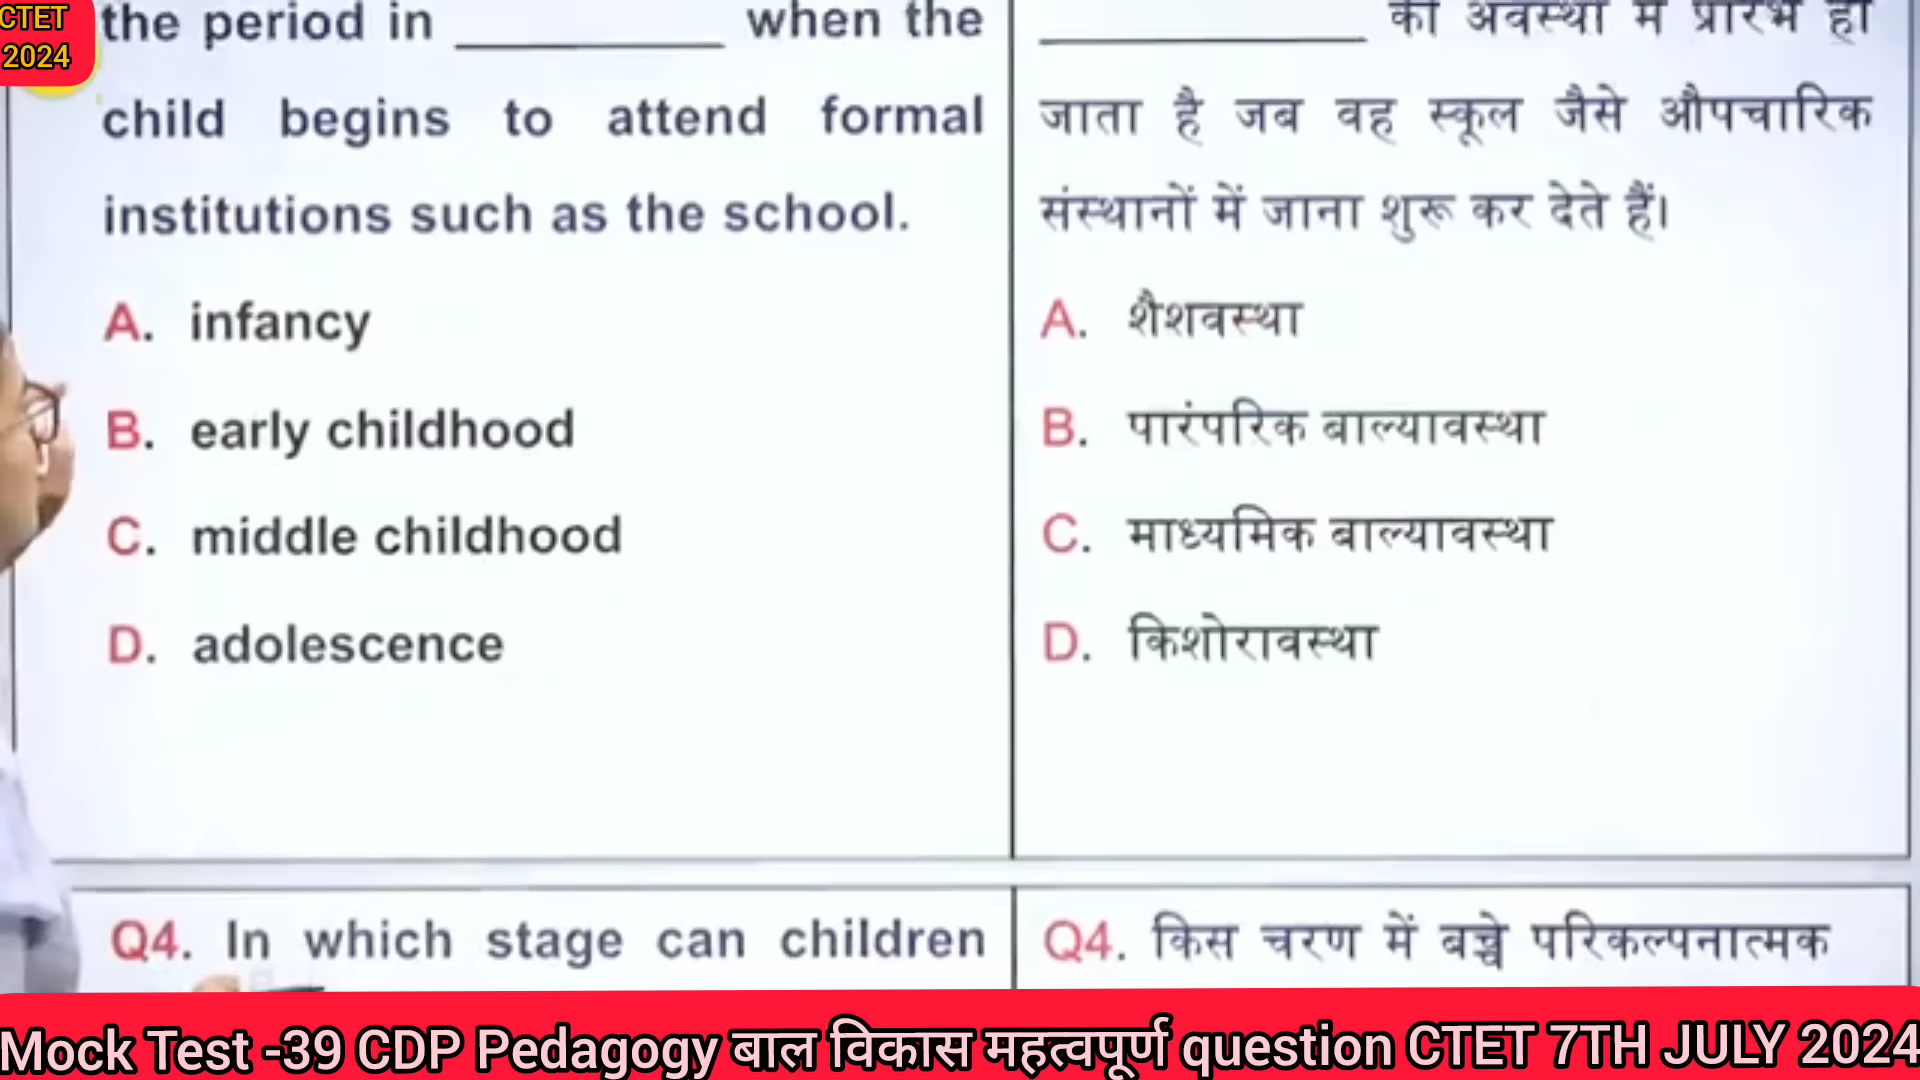 CTET
2024
the period in __________ when the
child begins to attend formal
institutions such as the school.
A. infancy
B. early childhood
C. middle childhood
D. adolescence
____________ की अवस्था में प्रारंभ हो
जाता है जब वह स्कूल जैसे औपचारिक
संस्थानों में जाना शुरू कर देते हैं।
A. शैशवस्था
B. पारंपरिक बाल्यावस्था
C. माध्यमिक बाल्यावस्था
D. किशोरावस्था
Q4. In which stage can children
Q4. किस चरण में बच्चे परिकल्पनात्मक
Mock Test -39 CDP Pedagogy बाल विकास महत्वपूर्ण question CTET 7TH JULY 2024